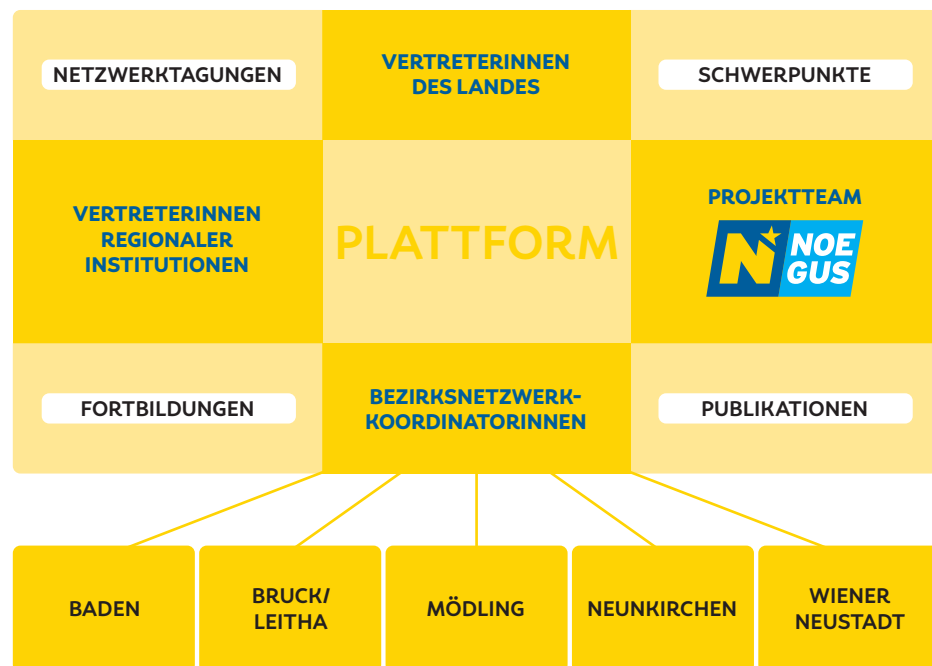 NETZWERKTAGUNGEN
VERTRETERINNEN
DES LANDES
SCHWERPUNKTE
VERTRETERINNEN
REGIONALER
INSTITUTIONEN
PLATTFORM
PROJEKTTEAM
N NOE
GUS
FORTBILDUNGEN
BEZIRKSNETZWERK-
KOORDINATORINNEN
PUBLIKATIONEN
BADEN
BRUCK/
LEITHA
MÖDLING
NEUNKIRCHEN
WIENER
NEUSTADT